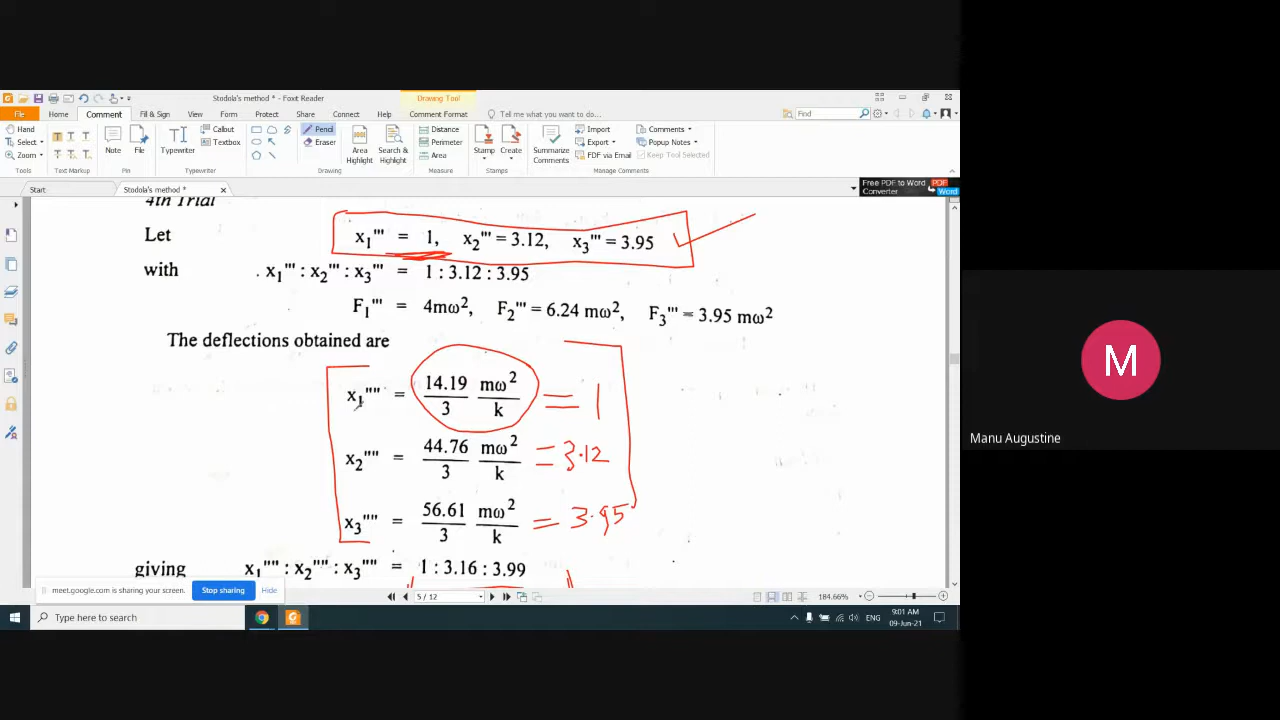 Stodola's method * - Foxit Reader
Drawing Tool
File Home Comment Fill & Sign View Form Protect Share Connect Help Comment Format Tell me what you want to do... Find
Hand Select Zoom
Tools
Text Markup
Note File
Pin
Typewriter Callout Textbox
Typewriter
Pencil Eraser Area Highlight Search & Highlight
Drawing
Distance Perimeter Area
Measure
Stamp Create
Stamps
Summarize Comments Import Export FDF via Email Comments Popup Notes Keep Tool Selected
Manage Comments
Start Stodola's method *
Free PDF to Word Converter PDF Word
4th Trial
Let x₁''' = 1, x₂''' = 3.12, x₃''' = 3.95
with x₁''' : x₂''' : x₃''' = 1 : 3.12 : 3.95
F₁''' = 4mω², F₂''' = 6.24 mω², F₃''' = 3.95 mω²
The deflections obtained are
x₁'''' = 14.19/3 mω²/k = 1
x₂'''' = 44.76/3 mω²/k = 3.12
x₃'''' = 56.61/3 mω²/k = 3.95
giving x₁'''' : x₂'''' : x₃'''' = 1 : 3.16 : 3.99
meet.google.com is sharing your screen. Stop sharing Hide
5 / 12 184.66%
Type here to search
ENG 9:01 AM 09-Jun-21
M
Manu Augustine